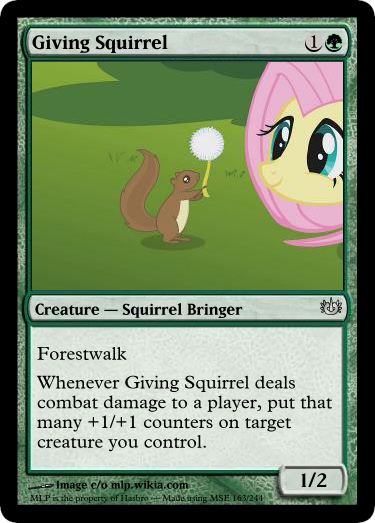 Giving Squirrel 1
Creature — Squirrel Bringer
Forestwalk
Whenever Giving Squirrel deals
combat damage to a player, put that
many +1/+1 counters on target
creature you control.
1/2
Image c/o mlp.wikia.com
MLP is the property of Hasbro — Made using MSE 163/244